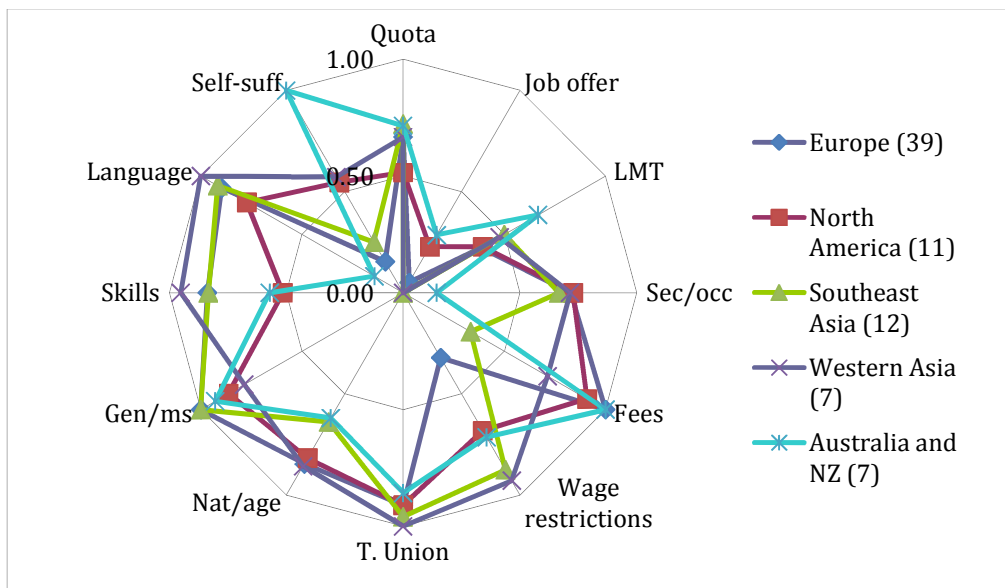 Quota
1.00
Self-suff
Job offer
Europe (39)
Language
0.50
LMT
North
America (11)
Skills
0.00
Sec/occ
Southeast
Asia (12)
Western Asia
(7)
Gen/ms
Fees
Australia and
NZ (7)
Nat/age
Wage
restrictions
T. Union